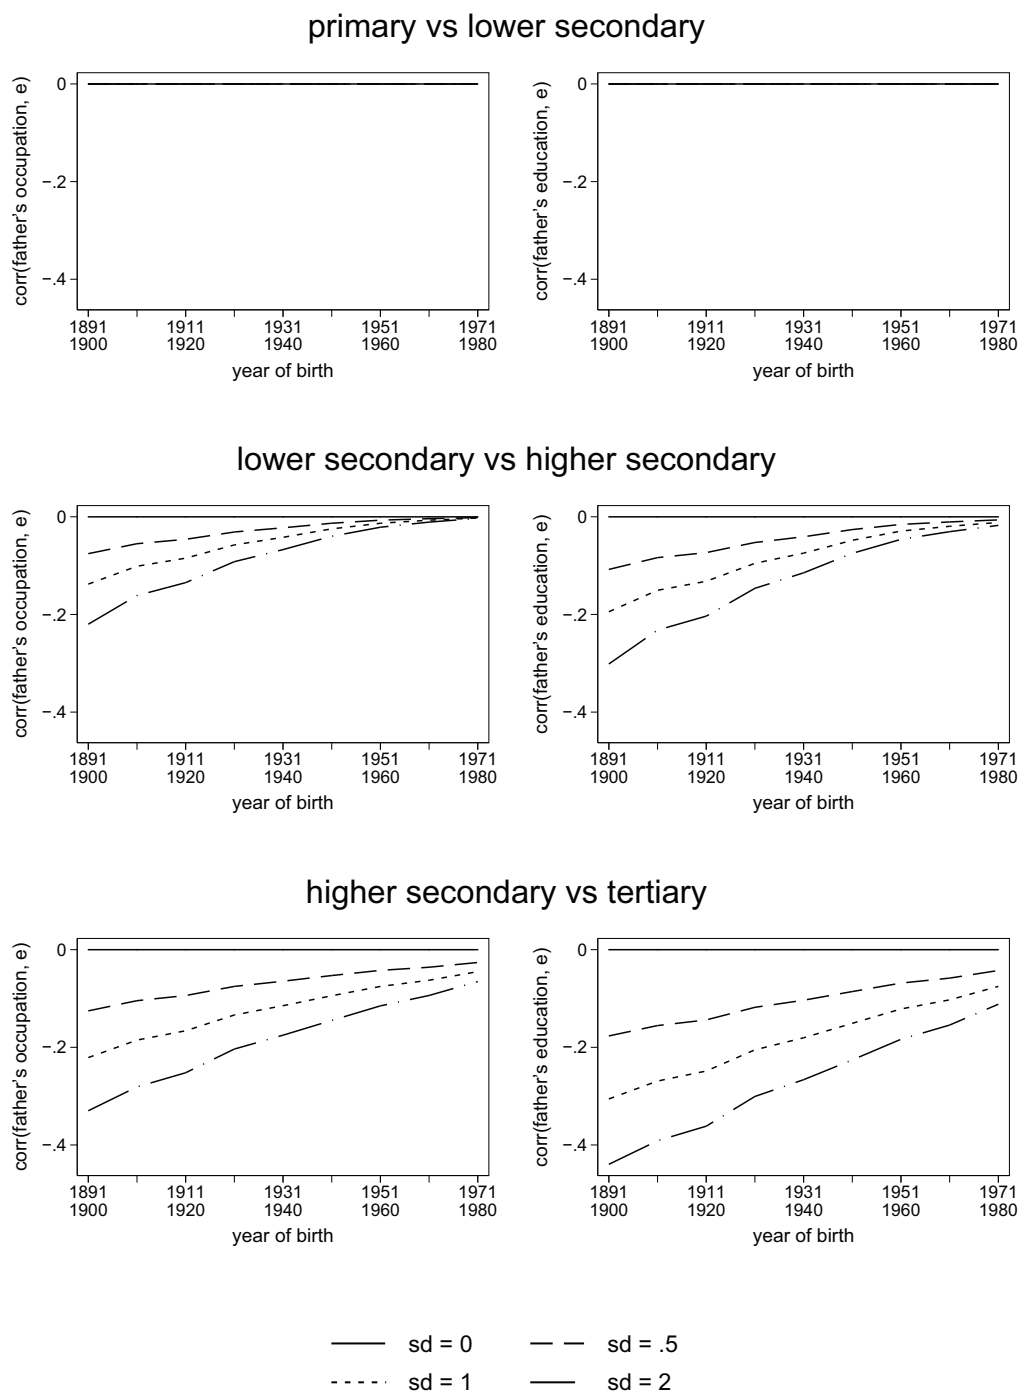 primary vs lower secondary
corr(father's occupation, e)
0
−.2
−.4
1891 1911 1931 1951 1971
1900 1920 1940 1960 1980
year of birth
corr(father's education, e)
0
−.2
−.4
1891 1911 1931 1951 1971
1900 1920 1940 1960 1980
year of birth
lower secondary vs higher secondary
corr(father's occupation, e)
0
−.2
−.4
1891 1911 1931 1951 1971
1900 1920 1940 1960 1980
year of birth
corr(father's education, e)
0
−.2
−.4
1891 1911 1931 1951 1971
1900 1920 1940 1960 1980
year of birth
higher secondary vs tertiary
corr(father's occupation, e)
0
−.2
−.4
1891 1911 1931 1951 1971
1900 1920 1940 1960 1980
year of birth
corr(father's education, e)
0
−.2
−.4
1891 1911 1931 1951 1971
1900 1920 1940 1960 1980
year of birth
sd = 0 sd = .5
sd = 1 sd = 2